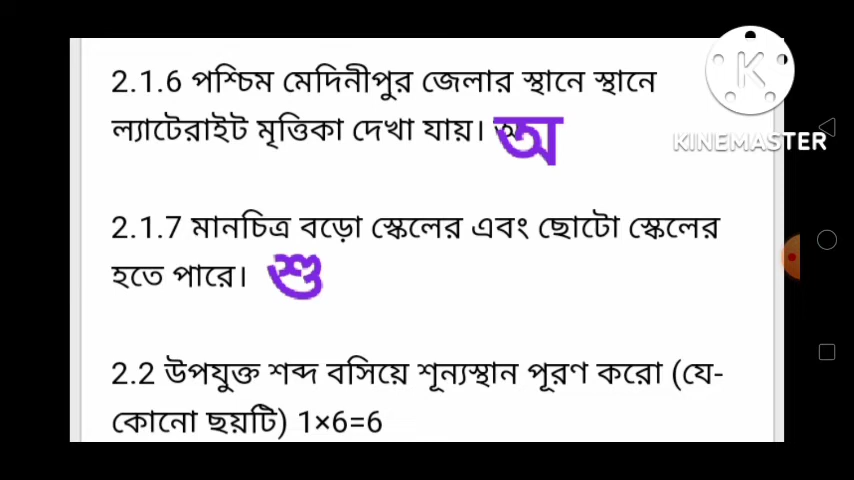 2.1.6 পশ্চিম মেদিনীপুর জেলার স্থানে স্থানে
ল্যাটেরাইট মৃত্তিকা দেখা যায়। অ
2.1.7 মানচিত্র বড়ো স্কেলের এবং ছোটো স্কেলের
হতে পারে। শু
2.2 উপযুক্ত শব্দ বসিয়ে শূন্যস্থান পূরণ করো (যে-
কোনো ছয়টি) 1×6=6
K
KINEMASTER